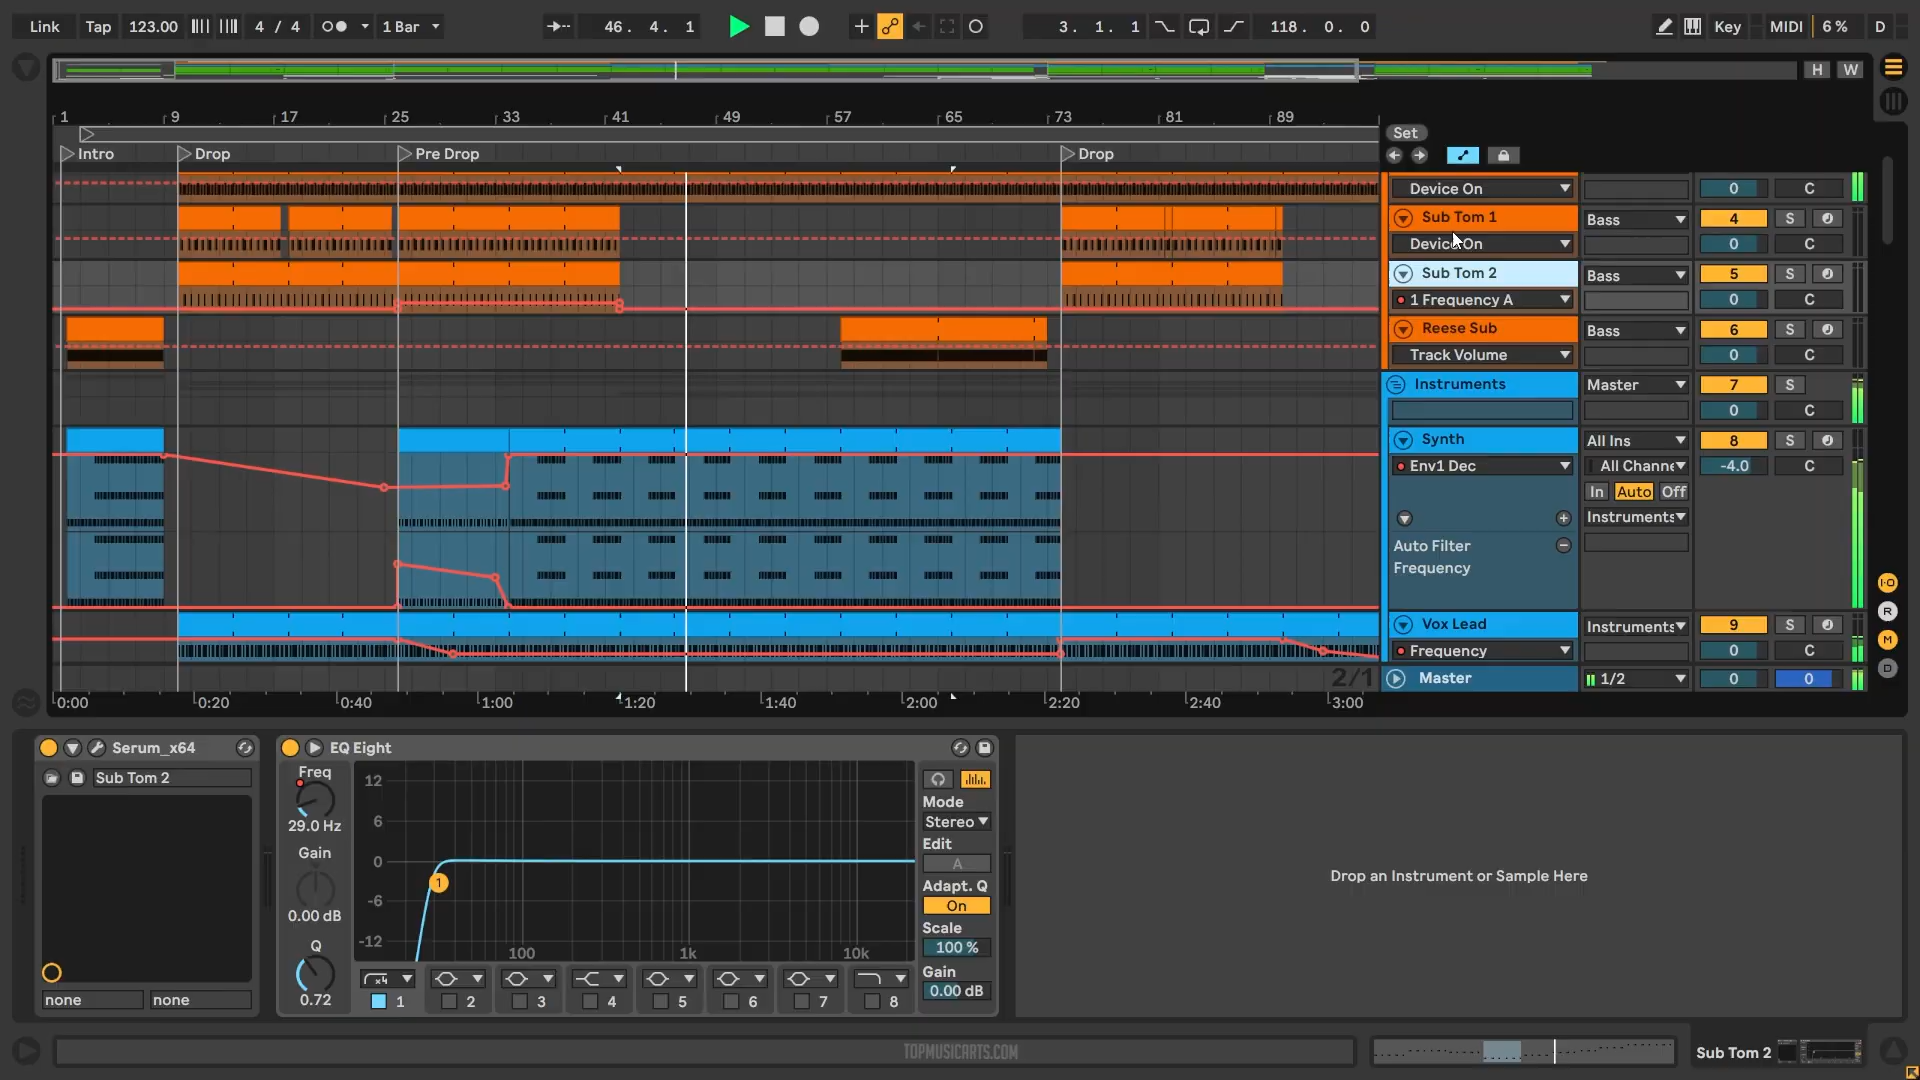 Link Tap 123.00 4 / 4 1 Bar 46. 4. 1 3. 1. 1 118. 0. 0 Key MIDI 6 % D
H W
1 9 17 25 33 41 49 57 65 73 81 89
Set
Intro Drop Pre Drop Drop
Device On 0 C
Sub Tom 1 Bass 4 S
Device On 0 C
Sub Tom 2 Bass 5 S
1 Frequency A 0 C
Reese Sub Bass 6 S
Track Volume 0 C
Instruments Master 7 S
0 C
Synth All Ins 8 S
Env1 Dec All Channe -4.0 C
In Auto Off
Instruments
Auto Filter
Frequency
I·O
R
Vox Lead Instruments 9 S
M
Frequency 0 C
D
2/1 Master 1/2 0 0
0:00 0:20 0:40 1:00 1:20 1:40 2:00 2:20 2:40 3:00
Serum_x64
Sub Tom 2
none none
EQ Eight
Freq
29.0 Hz
Gain
0.00 dB
Q
0.72
12
6
0
-6
-12
100 1k 10k
1
x4
1 2 3 4 5 6 7 8
Mode
Stereo
Edit
A
Adapt. Q
On
Scale
100 %
Gain
0.00 dB
Drop an Instrument or Sample Here
TOPMUSICARTS.COM
Sub Tom 2